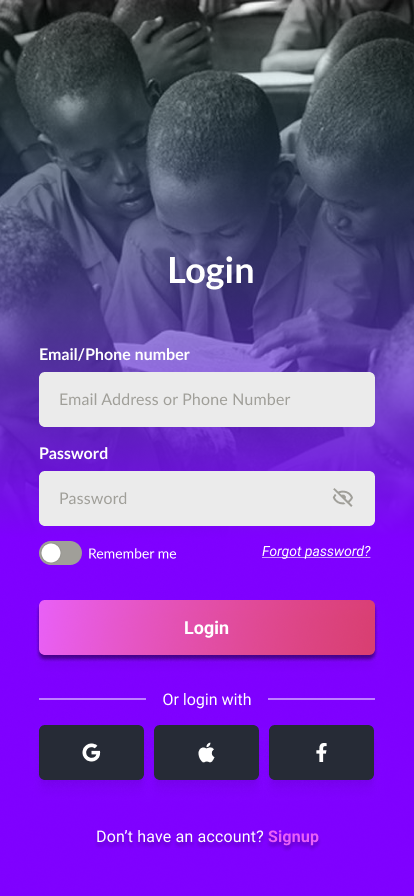 Login
Email/Phone number
Email Address or Phone Number
Password
Password
Remember me
Forgot password?
Login
Or login with
Don't have an account? Signup